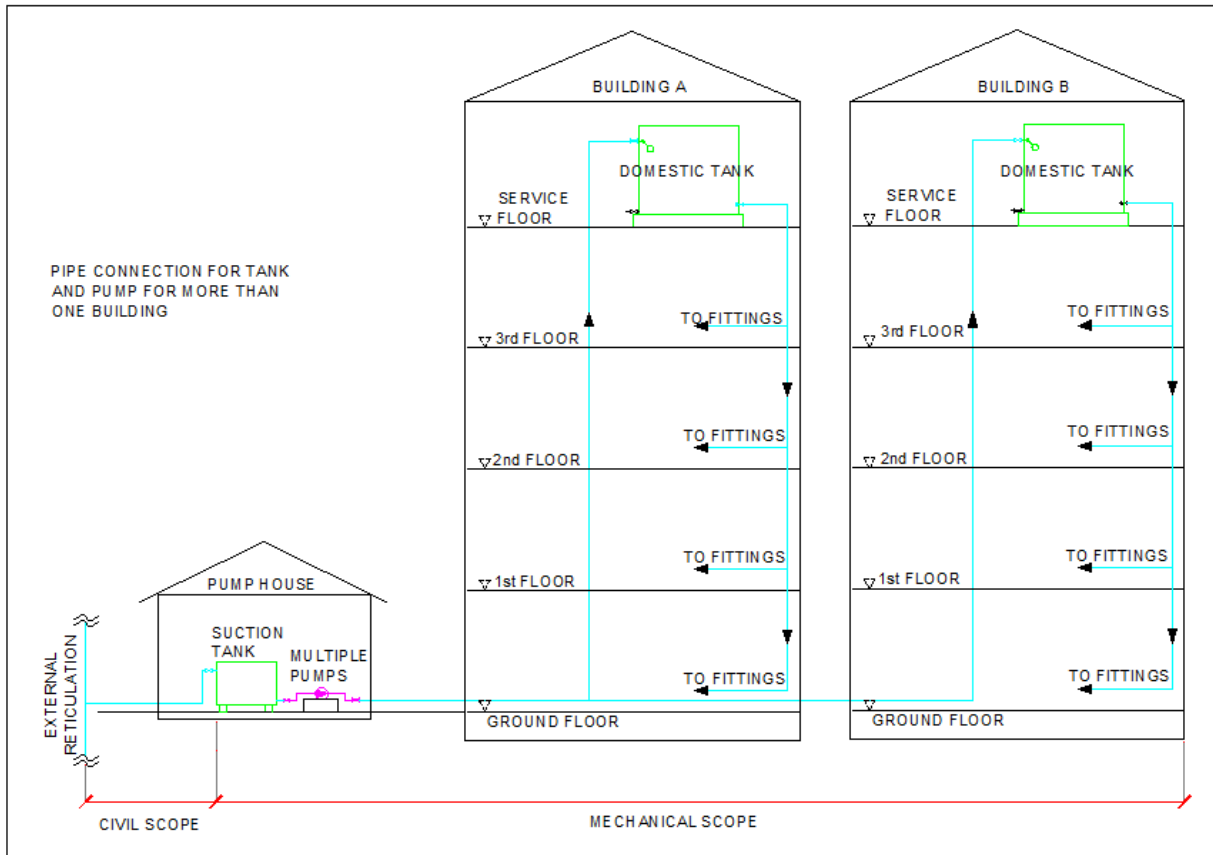 BUILDING A
BUILDING B
DOMESTIC TANK
DOMESTIC TANK
SERVICE
FLOOR
SERVICE
FLOOR
PIPE CONNECTION FOR TANK
AND PUMP FOR MORE THAN
ONE BUILDING
TO FITTINGS
TO FITTINGS
3rd FLOOR
3rd FLOOR
TO FITTINGS
TO FITTINGS
2nd FLOOR
2nd FLOOR
TO FITTINGS
TO FITTINGS
1st FLOOR
1st FLOOR
PUMP HOUSE
SUCTION
TANK
MULTIPLE
PUMPS
TO FITTINGS
TO FITTINGS
EXTERNAL
RETICULATION
GROUND FLOOR
GROUND FLOOR
CIVIL SCOPE
MECHANICAL SCOPE